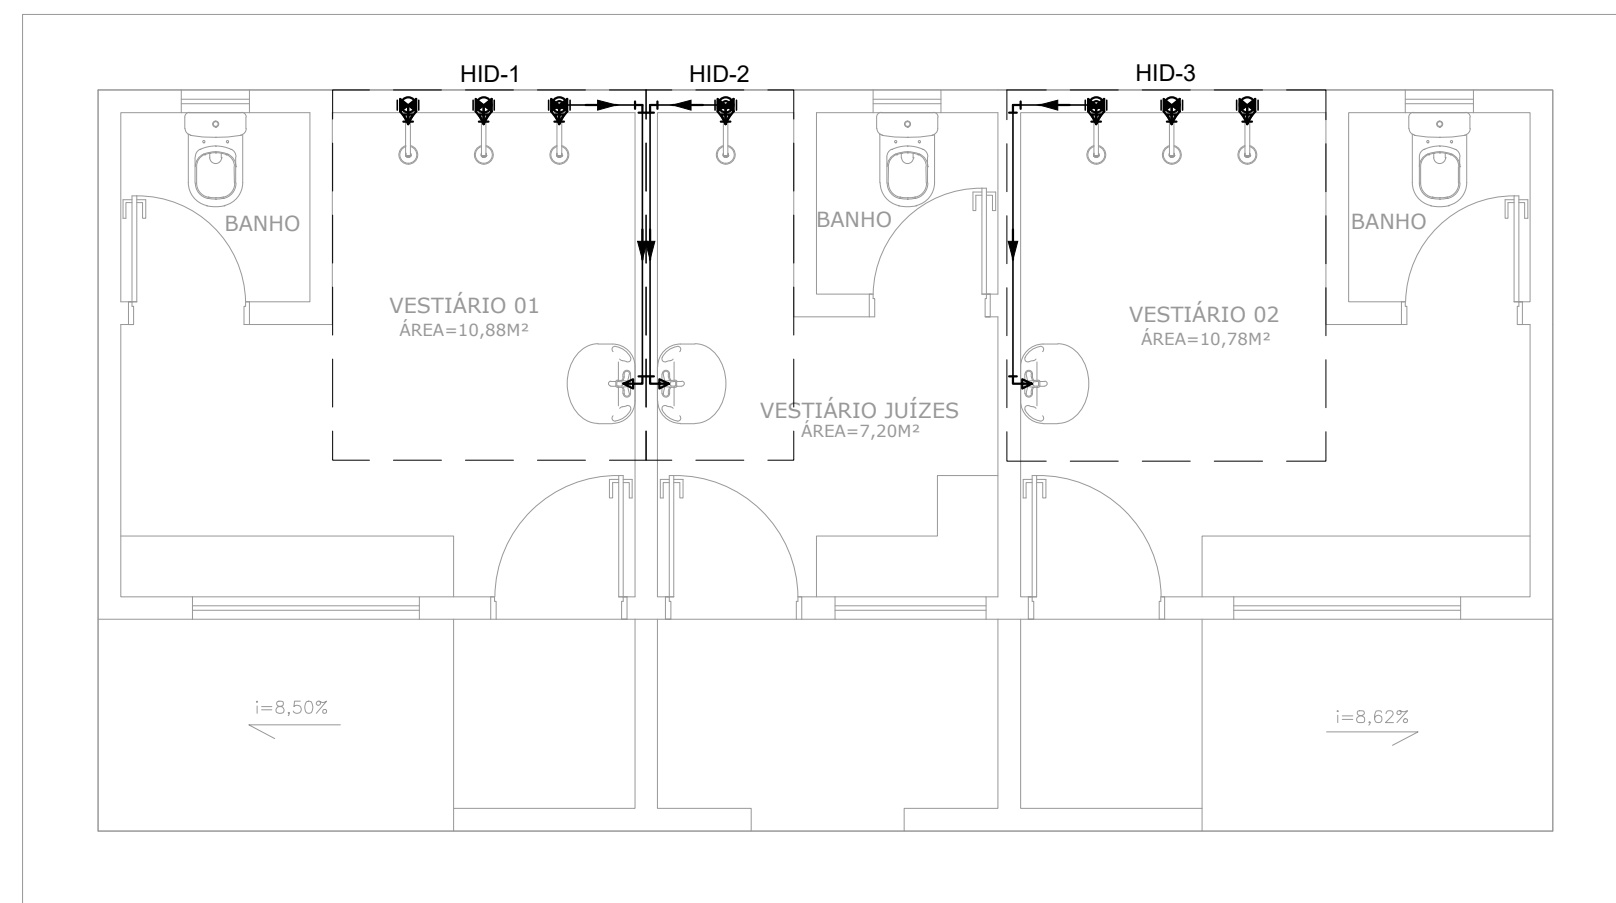 HID-1
HID-2
HID-3
BANHO
BANHO
BANHO
VESTIÁRIO 01
ÁREA=10,88M²
VESTIÁRIO 02
ÁREA=10,78M²
VESTIÁRIO JUÍZES
ÁREA=7,20M²
i=8,50%
i=8,62%